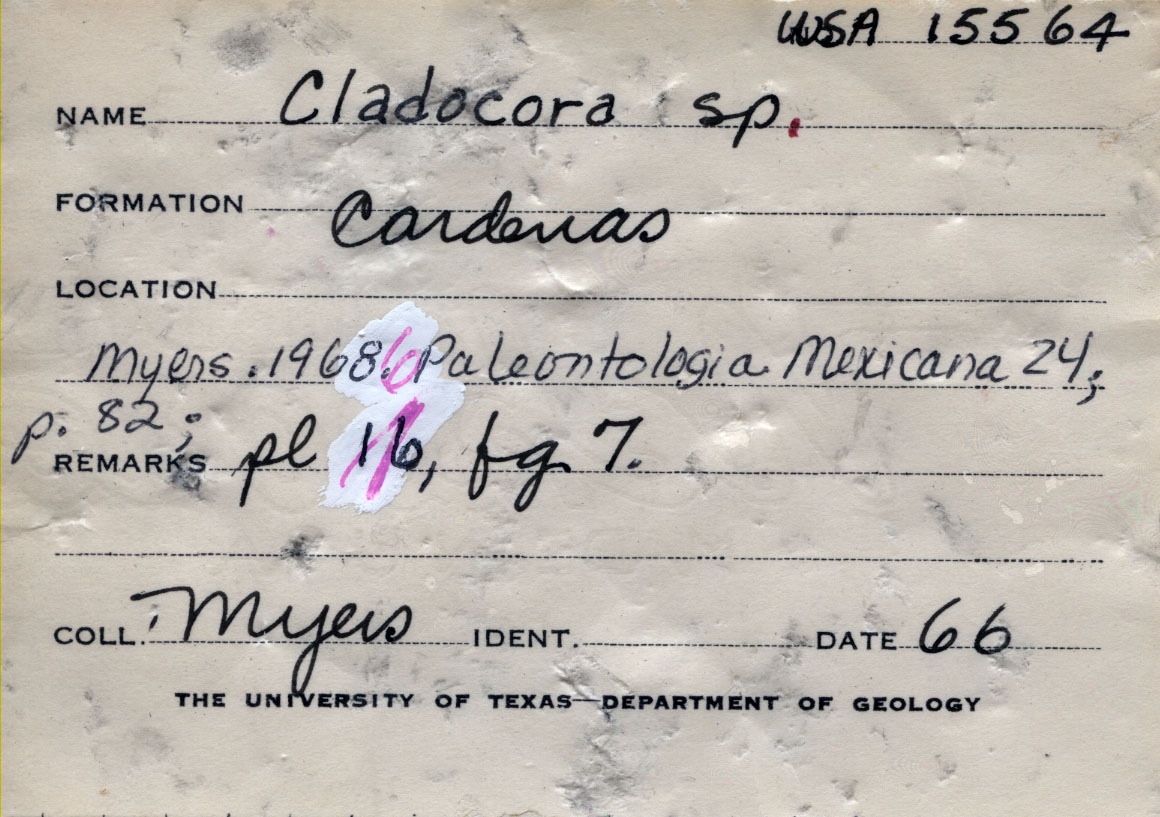 WSA 15564
NAME Cladocora sp.
FORMATION Cardenas
LOCATION
Myers. 1968. Paleontologia Mexicana 24;
p. 82;
REMARKS pl 16, fg 7.
COLL. Myers IDENT. DATE 66
THE UNIVERSITY OF TEXAS—DEPARTMENT OF GEOLOGY